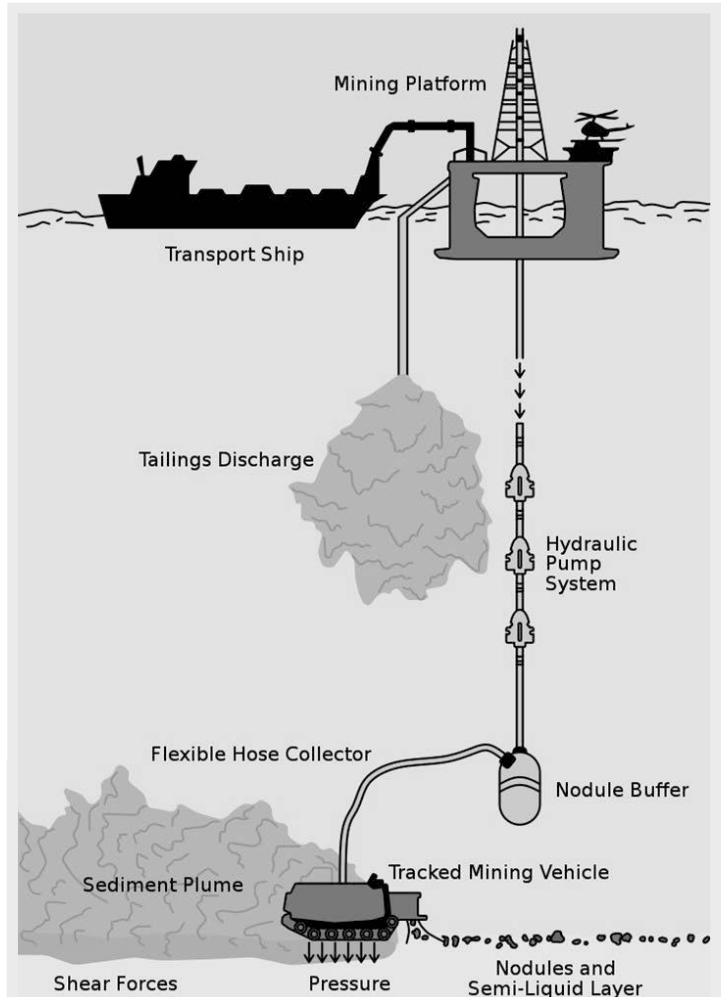 Mining Platform
Transport Ship
Tailings Discharge
Hydraulic
Pump
System
Flexible Hose Collector
Nodule Buffer
Tracked Mining Vehicle
Sediment Plume
Shear Forces
Pressure
Nodules and
Semi-Liquid Layer